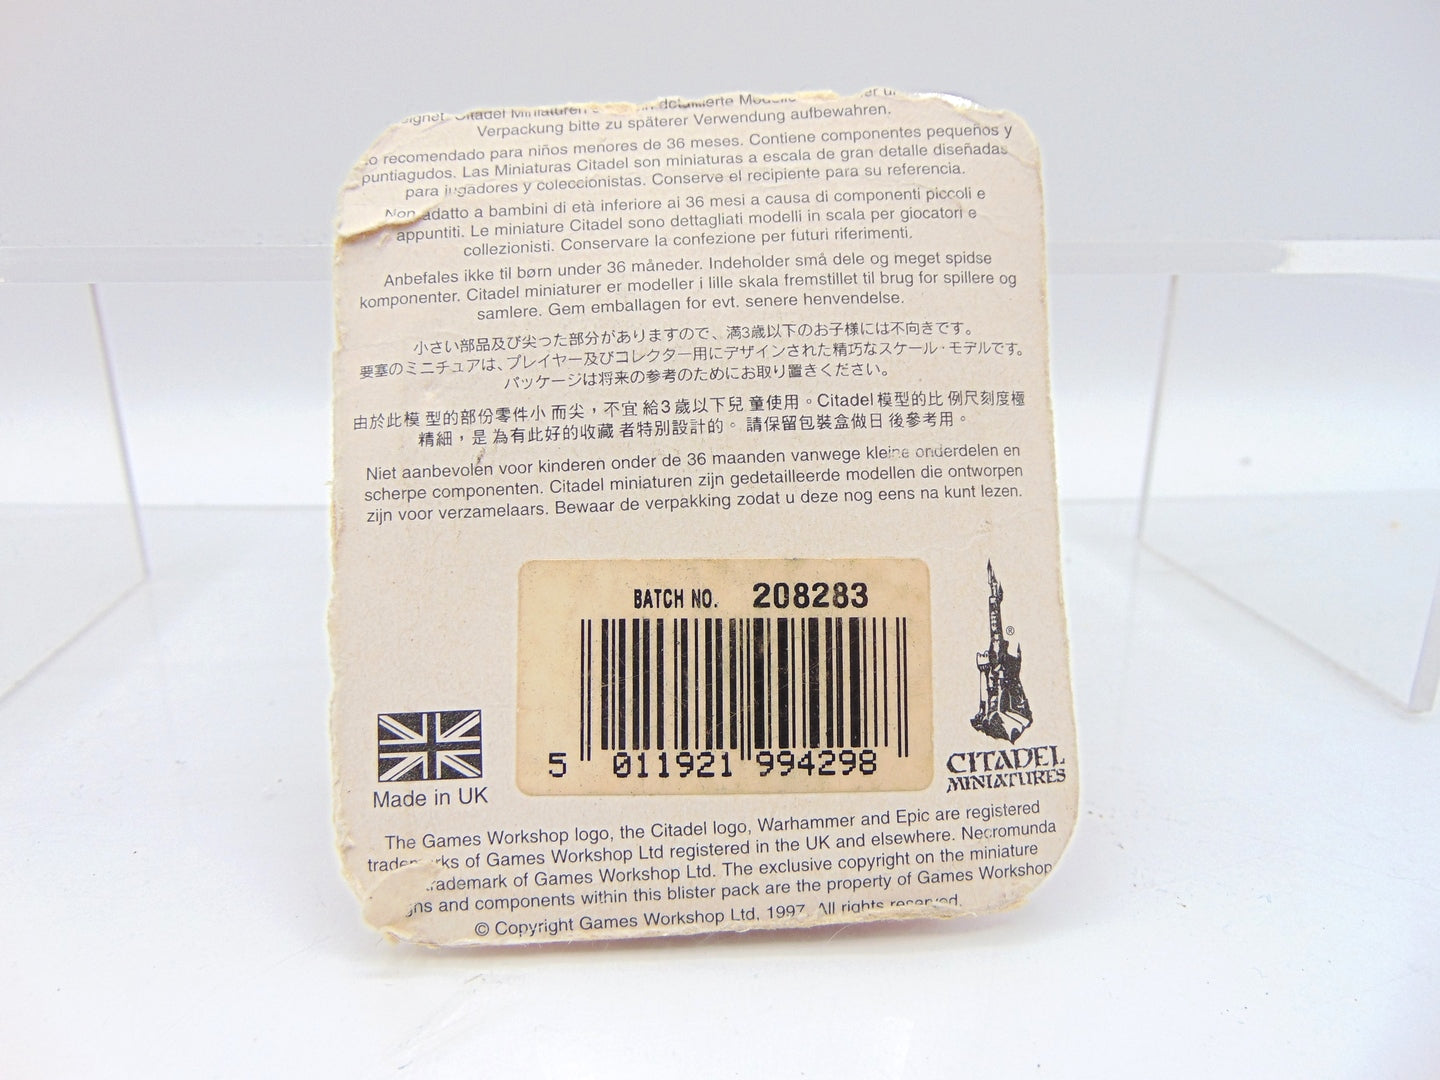 Citadel Miniaturen
Verpackung bitte zu späterer Verwendung aufbewahren.
recomendado para niños menores de 36 meses. Contiene componentes pequeños y
puntiagudos. Las Miniaturas Citadel son miniaturas a escala de gran detalle diseñadas
para jugadores y coleccionistas. Conserve el recipiente para su referencia.
Non adatto a bambini di età inferiore ai 36 mesi a causa di componenti piccoli e
appuntiti. Le miniature Citadel sono dettagliati modelli in scala per giocatori e
collezionisti. Conservare la confezione per futuri riferimenti.
Anbefales ikke til børn under 36 måneder. Indeholder små dele og meget spidse
komponenter. Citadel miniaturer er modeller i lille skala fremstillet til brug for spillere og
samlere. Gem emballagen for evt. senere henvendelse.
小さい部品及び尖った部分がありますので、満3歳以下のお子様には不向きです。
要塞のミニチュアは、プレイヤー及びコレクター用にデザインされた精巧なスケール・モデルです。
パッケージは将来の参考のためにお取り置きください。
由於此模型的部份零件小而尖，不宜給3歲以下兒童使用。Citadel模型的比例尺刻度極
精細，是為有此好的收藏者特別設計的。請保留包裝盒做日後參考用。
Niet aanbevolen voor kinderen onder de 36 maanden vanwege kleine onderdelen en
scherpe componenten. Citadel miniaturen zijn gedetailleerde modellen die ontworpen
zijn voor verzamelaars. Bewaar de verpakking zodat u deze nog eens na kunt lezen.
BATCH NO. 208283
5 011921 994298
Made in UK
®
CITADEL
MINIATURES
The Games Workshop logo, the Citadel logo, Warhammer and Epic are registered
trademarks of Games Workshop Ltd registered in the UK and elsewhere. Necromunda
trademark of Games Workshop Ltd. The exclusive copyright on the miniature
and components within this blister pack are the property of Games Workshop
© Copyright Games Workshop Ltd, 1997. All rights reserved.